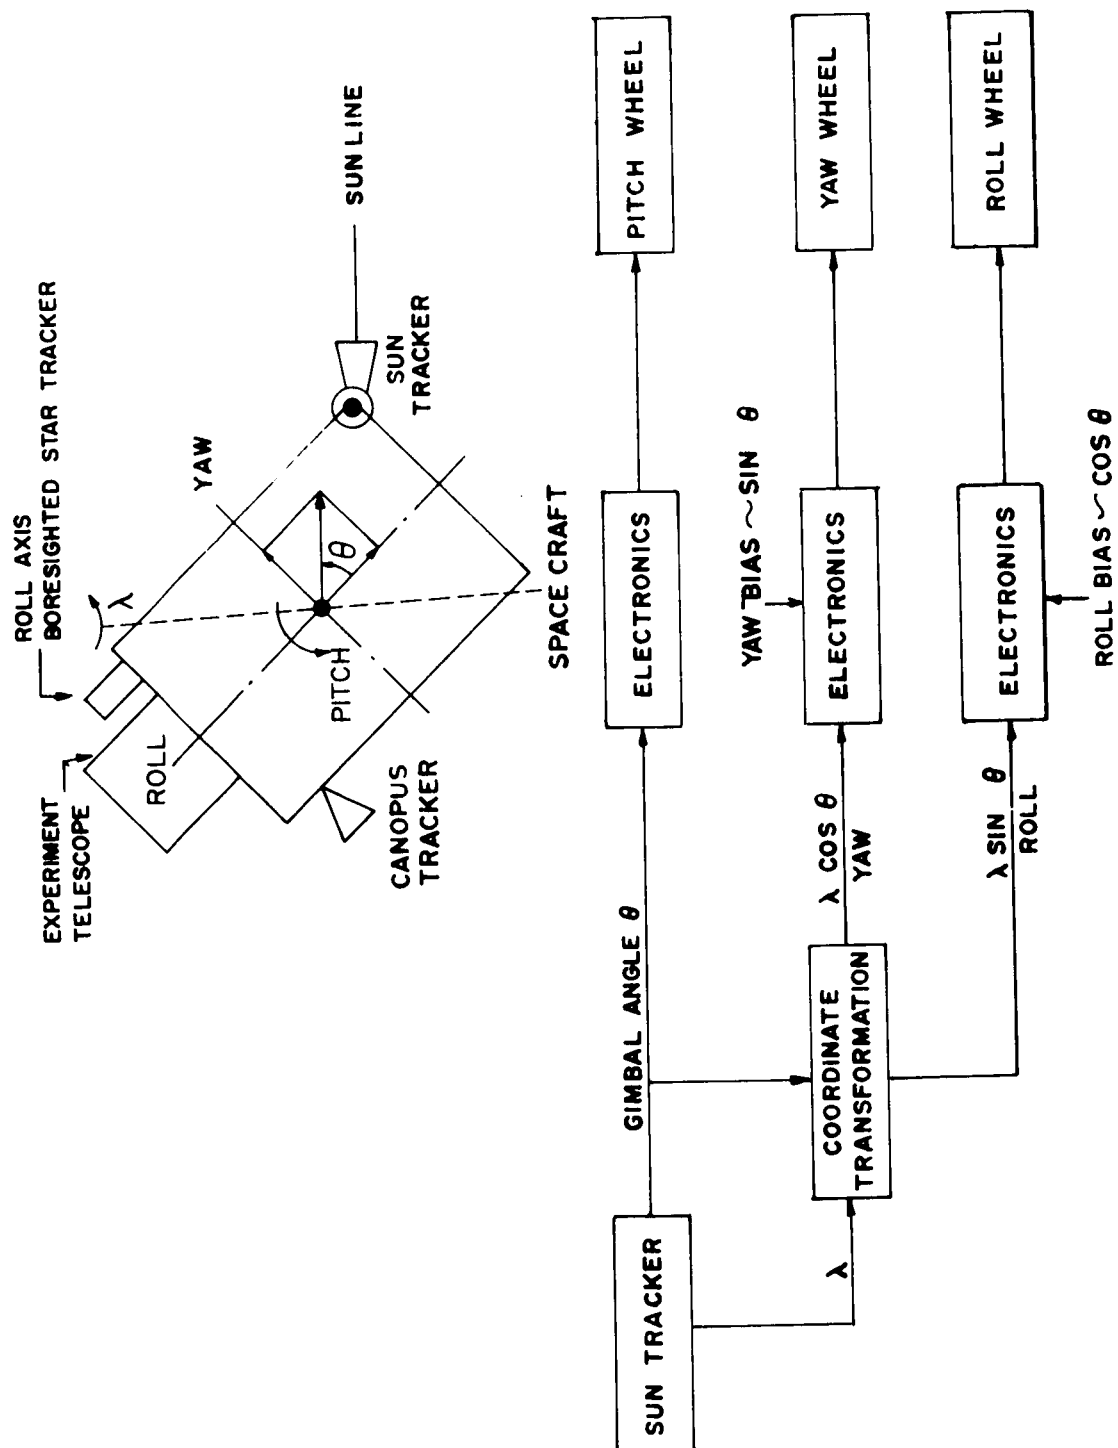 ROLL AXIS
BORESIGHTED STAR TRACKER
EXPERIMENT
TELESCOPE
λ
YAW
SUN LINE
ROLL
PITCH
θ
SUN
TRACKER
CANOPUS
TRACKER
SPACE CRAFT
SUN TRACKER
GIMBAL ANGLE θ
ELECTRONICS
PITCH WHEEL
λ
COORDINATE
TRANSFORMATION
λ COS θ
YAW
YAW BIAS ~ SIN θ
ELECTRONICS
YAW WHEEL
λ SIN θ
ROLL
ELECTRONICS
ROLL BIAS ~ COS θ
ROLL WHEEL